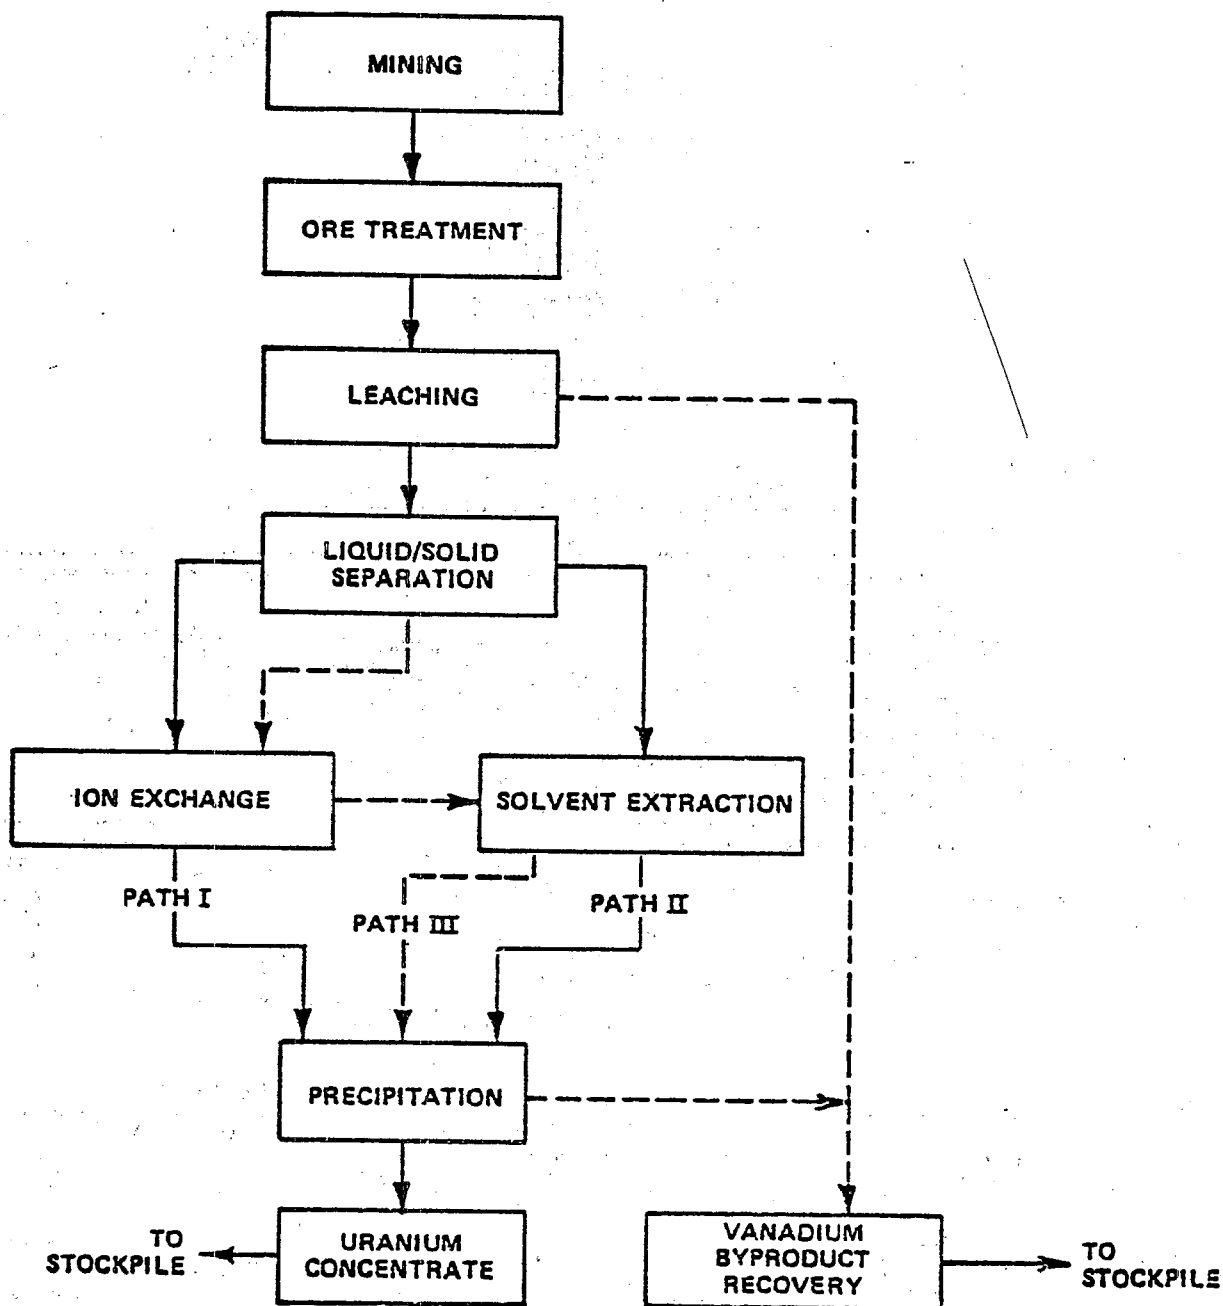 MINING
ORE TREATMENT
LEACHING
LIQUID/SOLID
SEPARATION
ION EXCHANGE
SOLVENT EXTRACTION
PATH I
PATH III
PATH II
PRECIPITATION
TO
STOCKPILE
URANIUM
CONCENTRATE
VANADIUM
BYPRODUCT
RECOVERY
TO
STOCKPILE